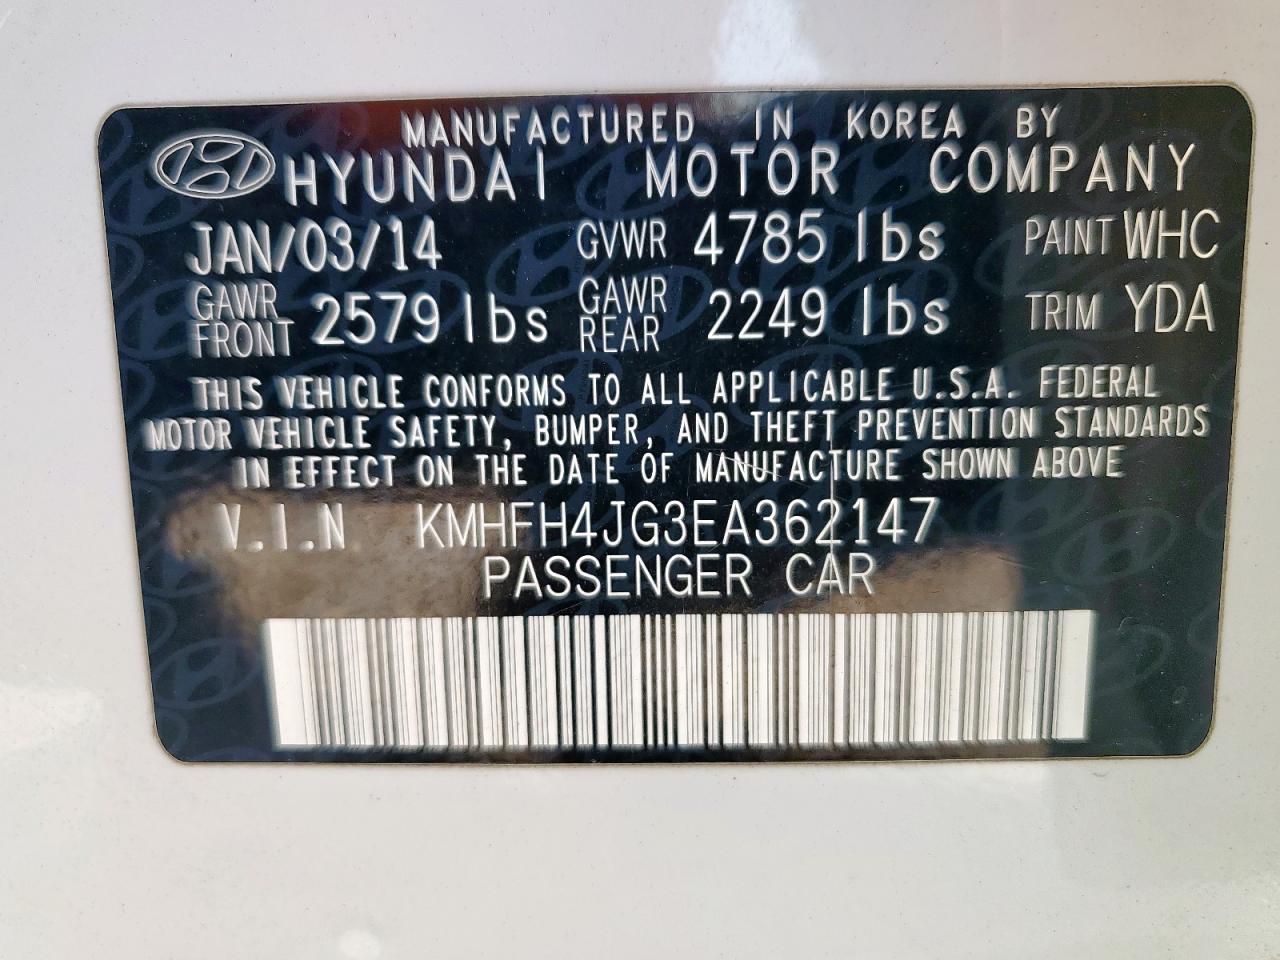 MANUFACTURED IN KOREA BY
HYUNDAI MOTOR COMPANY
JAN/03/14 GVWR 4785 lbs PAINT WHC
GAWR FRONT 2579 lbs GAWR REAR 2249 lbs TRIM YDA
THIS VEHICLE CONFORMS TO ALL APPLICABLE U.S.A. FEDERAL
MOTOR VEHICLE SAFETY, BUMPER, AND THEFT PREVENTION STANDARDS
IN EFFECT ON THE DATE OF MANUFACTURE SHOWN ABOVE
V.I.N KMHFH4JG3EA362147
PASSENGER CAR